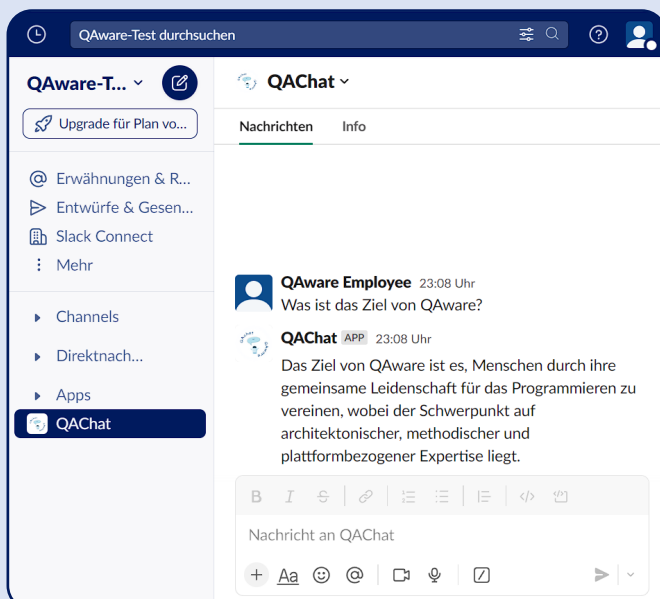 QAware-Test durchsuchen
QAware-T...
Upgrade für Plan vo...
Erwähnungen & R...
Entwürfe & Gesen...
Slack Connect
Mehr
Channels
Direktnach...
Apps
QAChat
QAChat
Nachrichten Info
QAware Employee 23:08 Uhr
Was ist das Ziel von QAware?
QAChat APP 23:08 Uhr
Das Ziel von QAware ist es, Menschen durch ihre
gemeinsame Leidenschaft für das Programmieren zu
vereinen, wobei der Schwerpunkt auf
architektonischer, methodischer und
plattformbezogener Expertise liegt.
B I S
Nachricht an QAChat
Aa